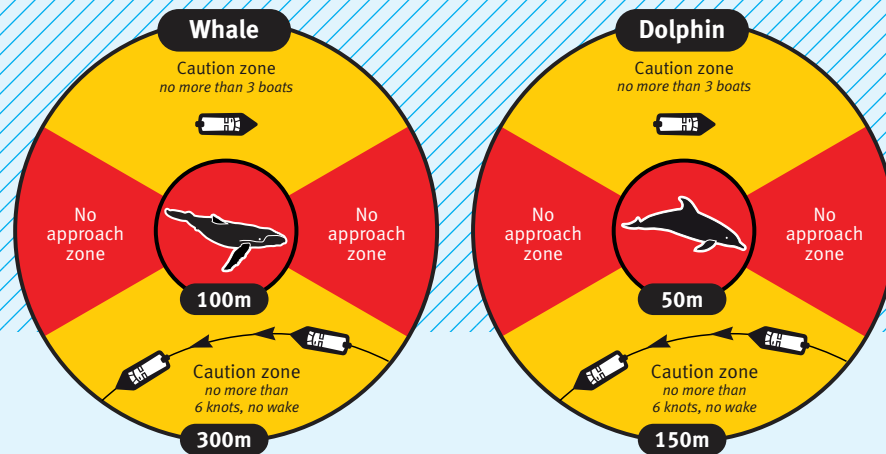 Whale
Caution zone
no more than 3 boats
No
approach
zone
No
approach
zone
100m
Caution zone
no more than
6 knots, no wake
300m
Dolphin
Caution zone
no more than 3 boats
No
approach
zone
No
approach
zone
50m
Caution zone
no more than
6 knots, no wake
150m